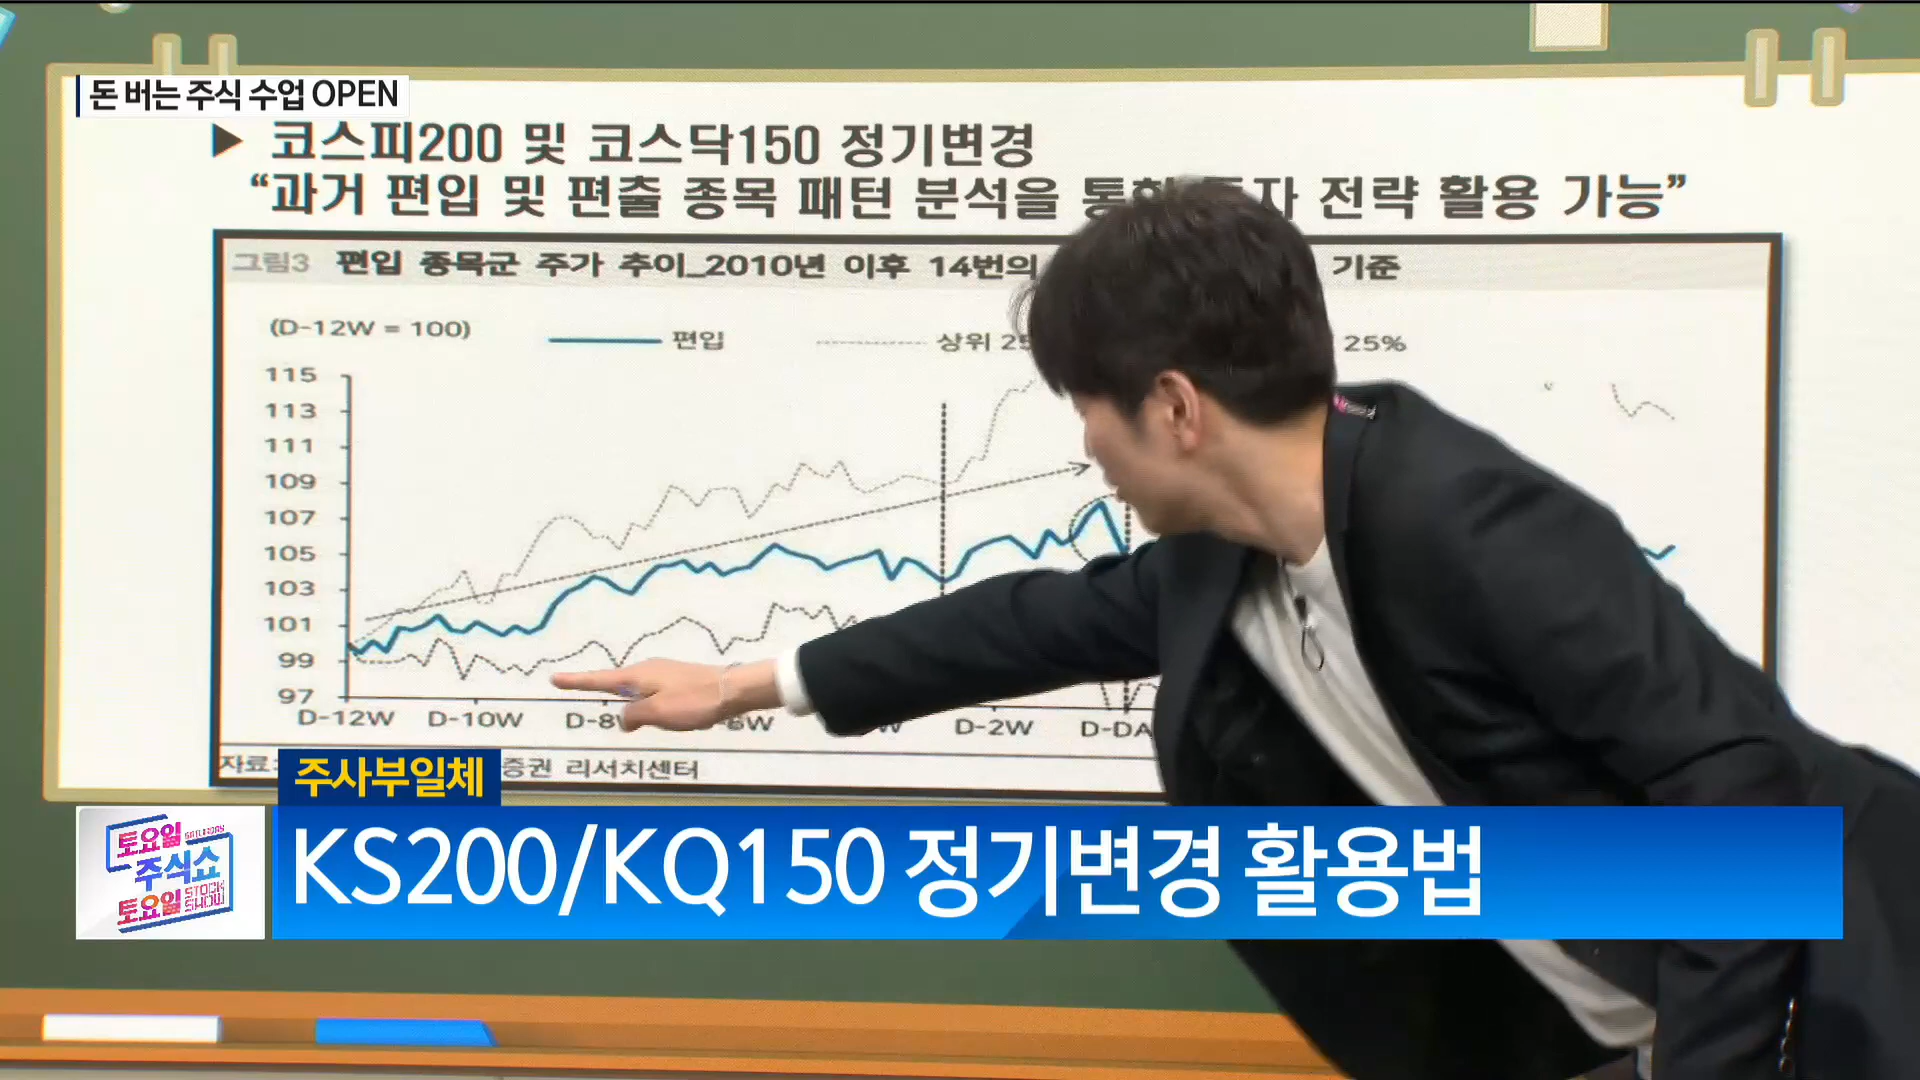 돈 버는 주식 수업 OPEN
▶ 코스피200 및 코스닥150 정기변경
“과거 편입 및 편출 종목 패턴 분석을 전략 활용 가능”
그림3 편입 종목군 주가 추이_2010년 이후 14번의 기준
(D-12W = 100)
편입
상위 25%
115
113
111
109
107
105
103
101
99
97
D-12W D-10W D-2W
증권 리서치센터
주사부일체
KS200/KQ150 정기변경 활용법
토요일 SATURDAY
주식쇼
토요일 STOCK SHOW